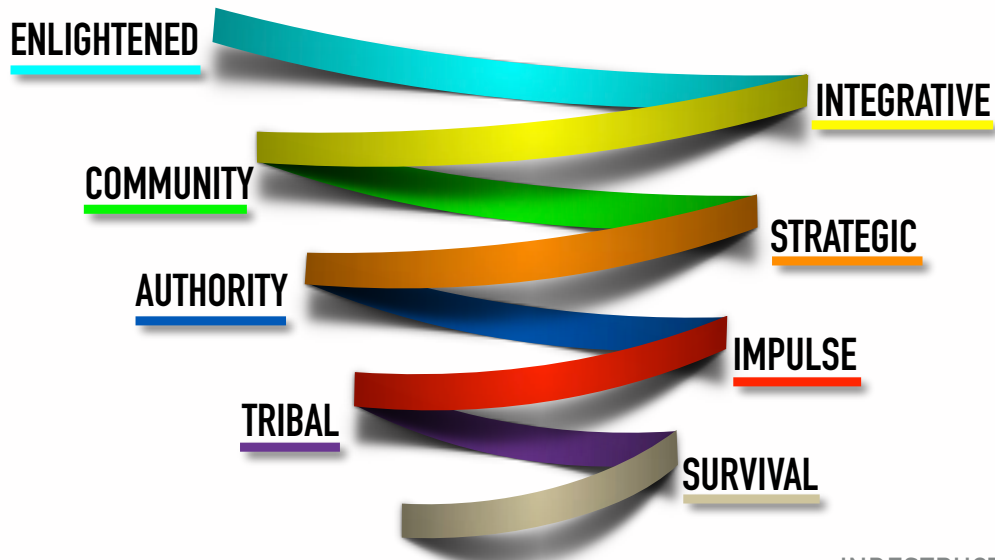 ENLIGHTENED
INTEGRATIVE
COMMUNITY
STRATEGIC
AUTHORITY
IMPULSE
TRIBAL
SURVIVAL